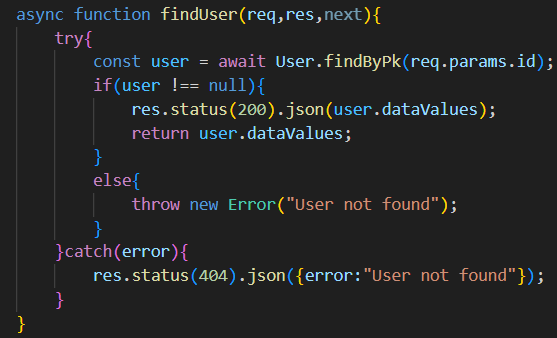 async function findUser(req,res,next){
try{
const user = await User.findByPk(req.params.id);
if(user !== null){
res.status(200).json(user.dataValues);
return user.dataValues;
}
else{
throw new Error("User not found");
}
}catch(error){
res.status(404).json({error:"User not found"});
}
}